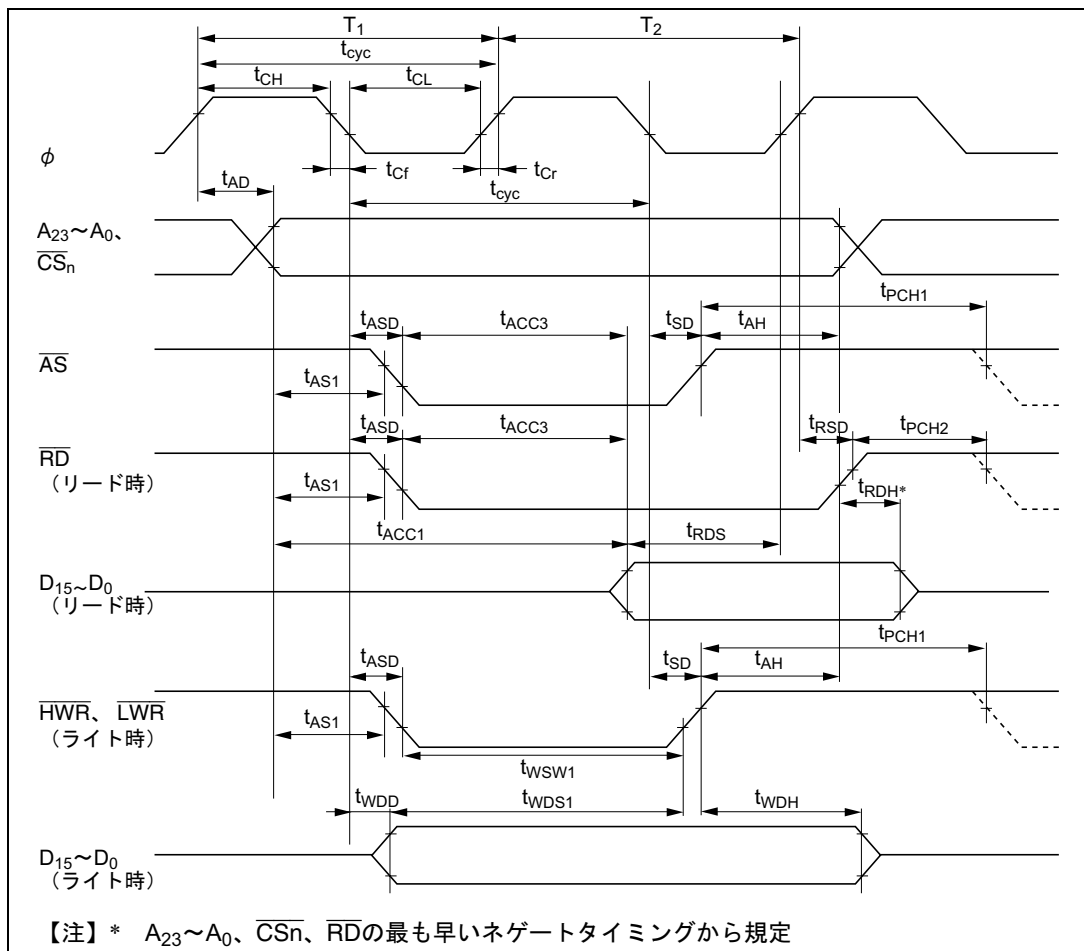 T1 T2
tcyc
tCH tCL
φ
tCf tCr
tAD
tcyc
A23～A0、
CSn
tPCH1
tASD tACC3 tSD tAH
AS
tAS1
tASD tACC3 tRSD tPCH2
RD
（リード時）
tAS1 tRDH*
tACC1 tRDS
D15～D0
（リード時）
tPCH1
tASD tSD tAH
HWR、 LWR
（ライト時）
tAS1
tWSW1
tWDD tWDS1 tWDH
D15～D0
（ライト時）
【注】* A23～A0、CSn、RDの最も早いネゲートタイミングから規定